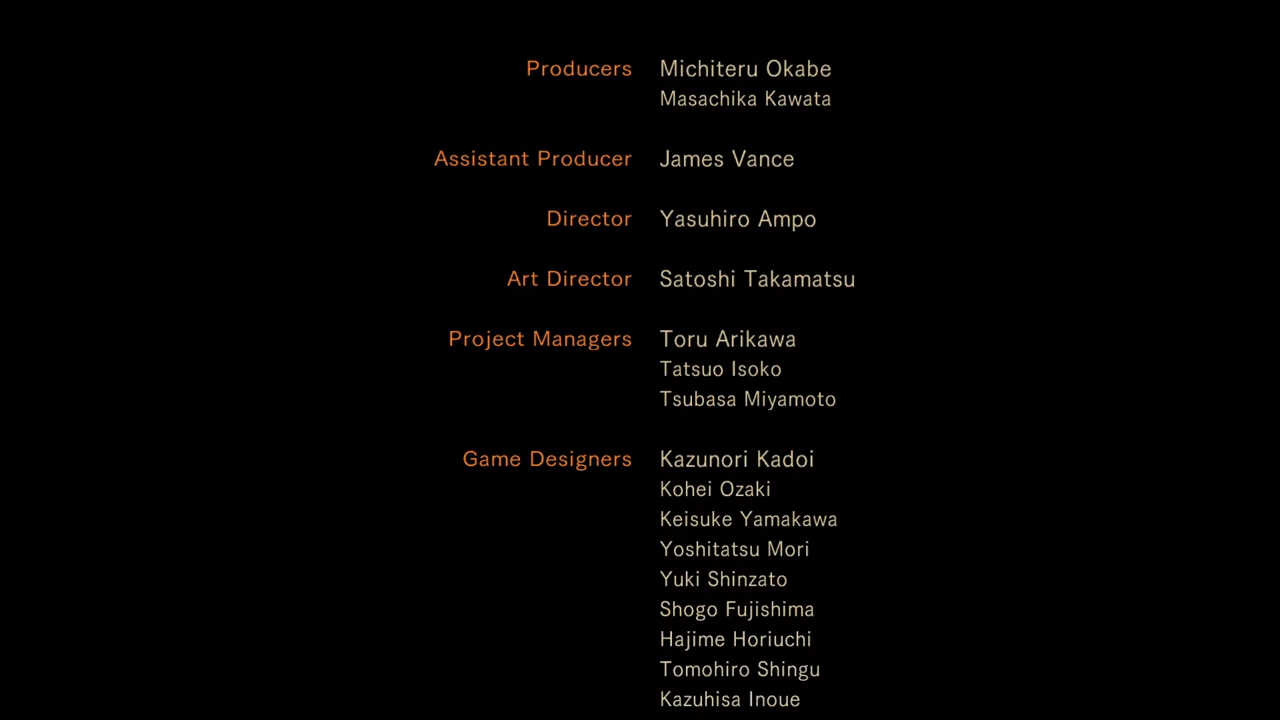 Producers Michiteru Okabe
Masachika Kawata
Assistant Producer James Vance
Director Yasuhiro Ampo
Art Director Satoshi Takamatsu
Project Managers Toru Arikawa
Tatsuo Isoko
Tsubasa Miyamoto
Game Designers Kazunori Kadoi
Kohei Ozaki
Keisuke Yamakawa
Yoshitatsu Mori
Yuki Shinzato
Shogo Fujishima
Hajime Horiuchi
Tomohiro Shingu
Kazuhisa Inoue